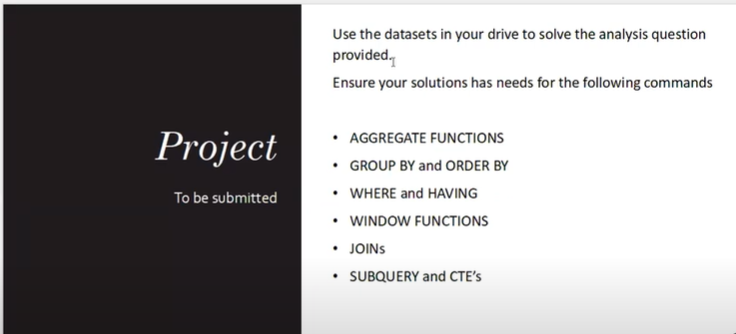 Project
To be submitted
Use the datasets in your drive to solve the analysis question
provided.
Ensure your solutions has needs for the following commands
• AGGREGATE FUNCTIONS
• GROUP BY and ORDER BY
• WHERE and HAVING
• WINDOW FUNCTIONS
• JOINs
• SUBQUERY and CTE's